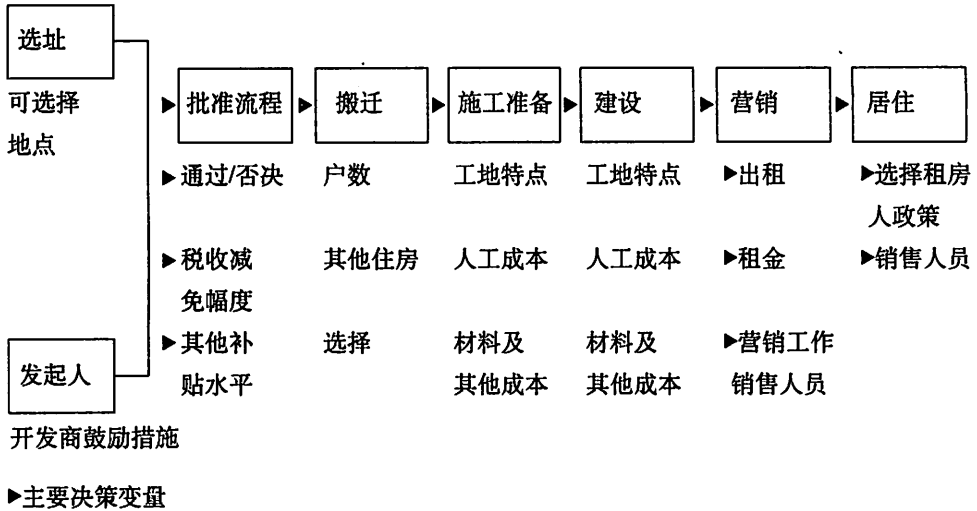 选址
可选择
地点
批准流程
搬迁
施工准备
建设
营销
居住
▶通过/否决
户数
工地特点
工地特点
▶出租
▶选择租房
人政策
▶税收减
免幅度
其他住房
人工成本
人工成本
▶租金
▶销售人员
▶其他补
贴水平
选择
材料及
其他成本
材料及
其他成本
▶营销工作
销售人员
发起人
开发商鼓励措施
▶主要决策变量